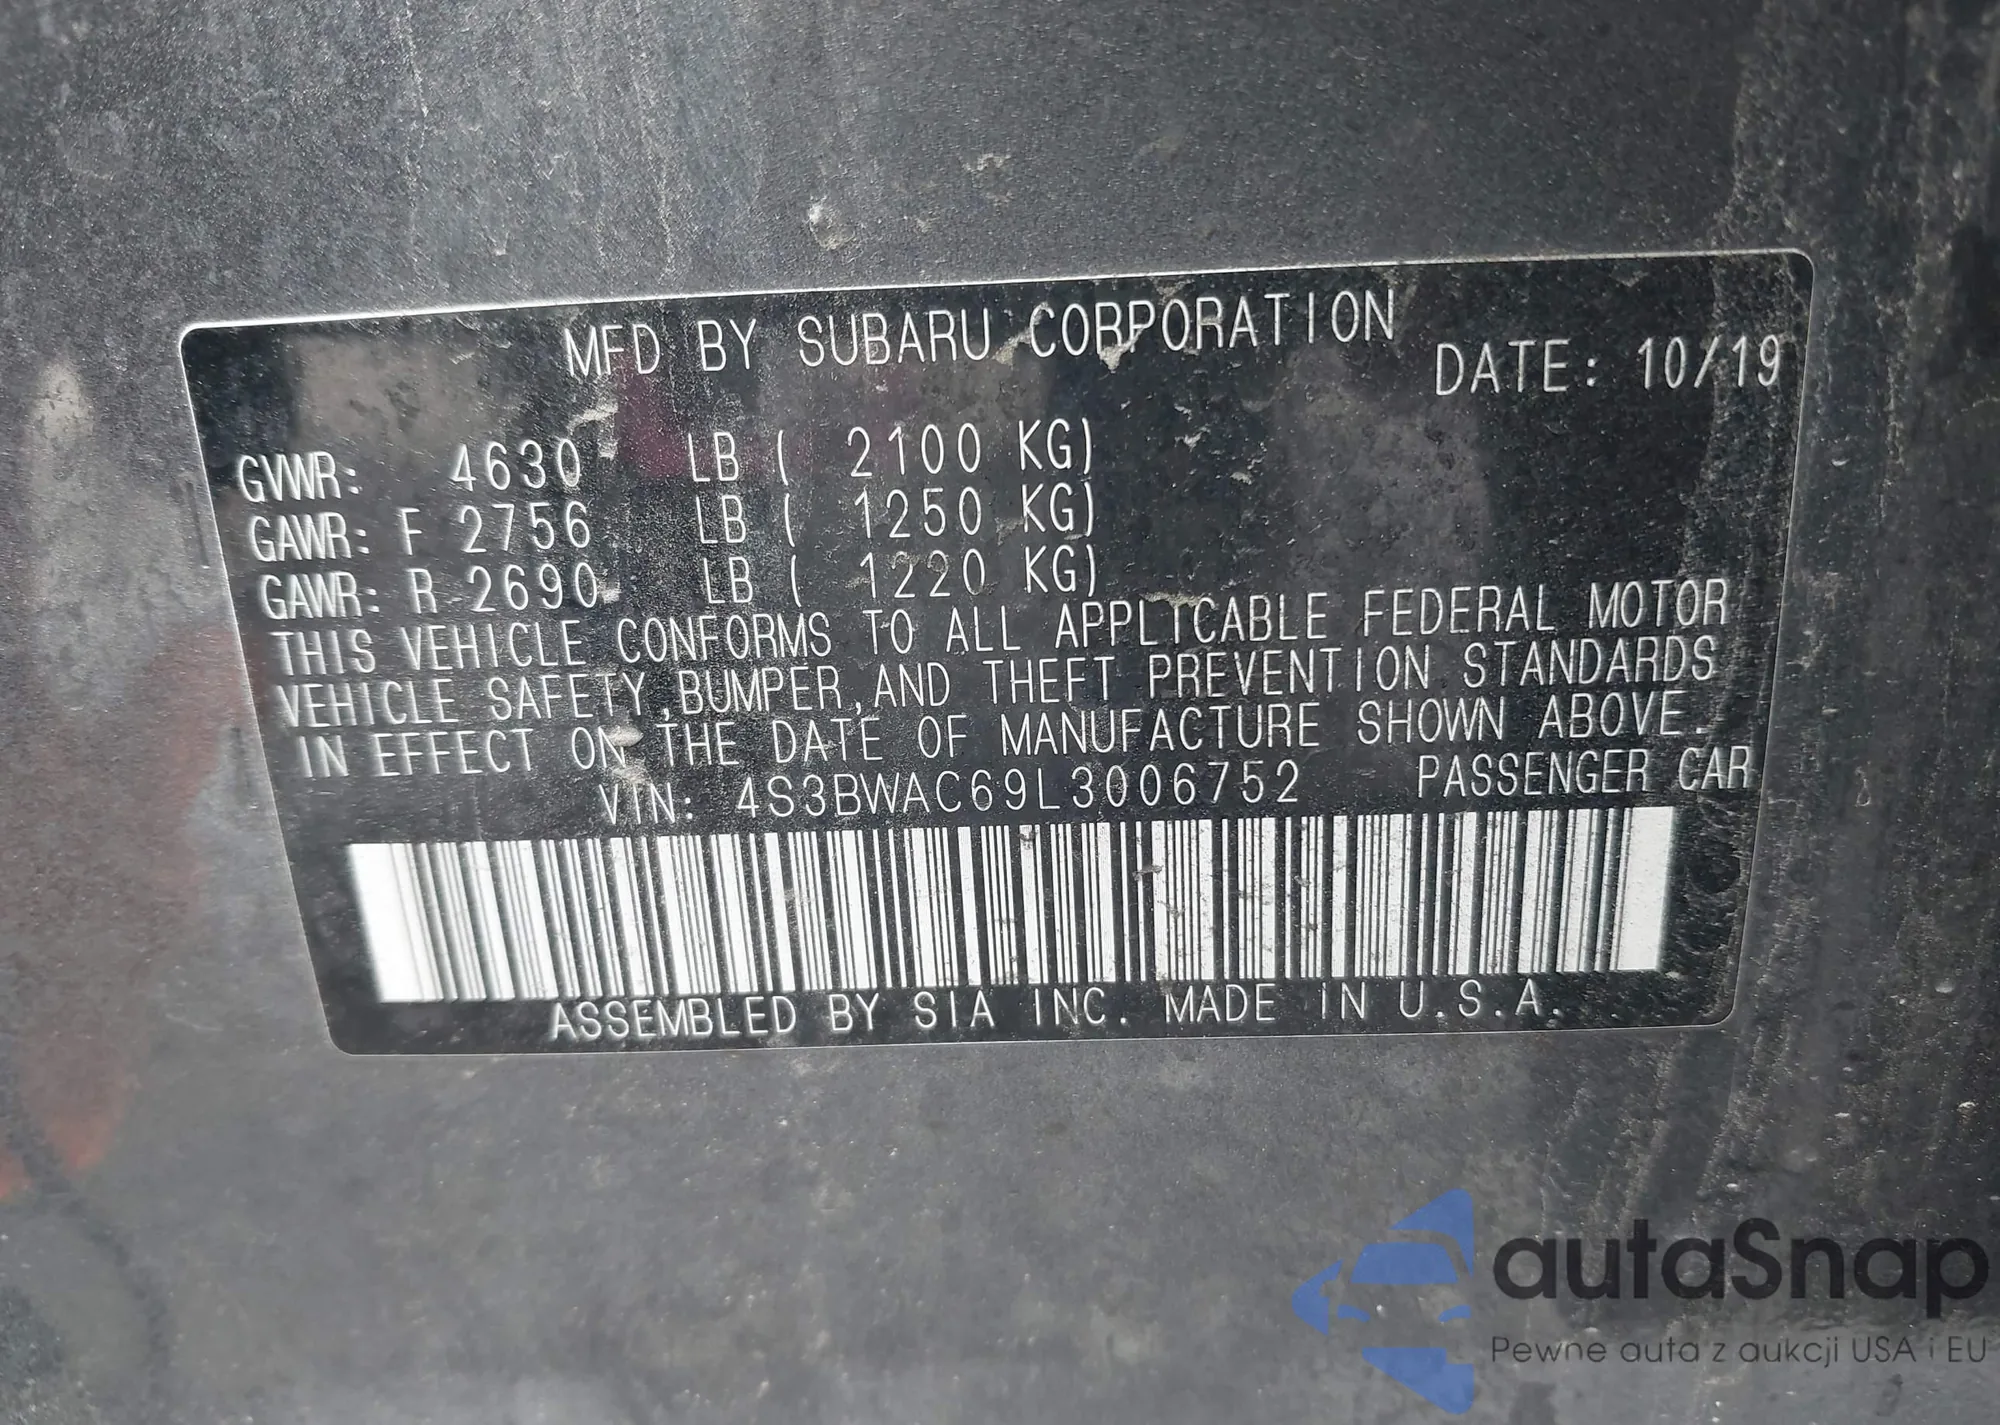 MFD BY SUBARU CORPORATION
DATE: 10/19
GVWR: 4630 LB ( 2100 KG)
GAWR: F 2756 LB ( 1250 KG)
GAWR: R 2690 LB ( 1220 KG)
THIS VEHICLE CONFORMS TO ALL APPLICABLE FEDERAL MOTOR
VEHICLE SAFETY,BUMPER,AND THEFT PREVENTION STANDARDS
IN EFFECT ON THE DATE OF MANUFACTURE SHOWN ABOVE.
VIN: 4S3BWAC69L3006752 PASSENGER CAR
ASSEMBLED BY SIA INC. MADE IN U.S.A.
autaSnap
Pewne auta z aukcji USA i EU